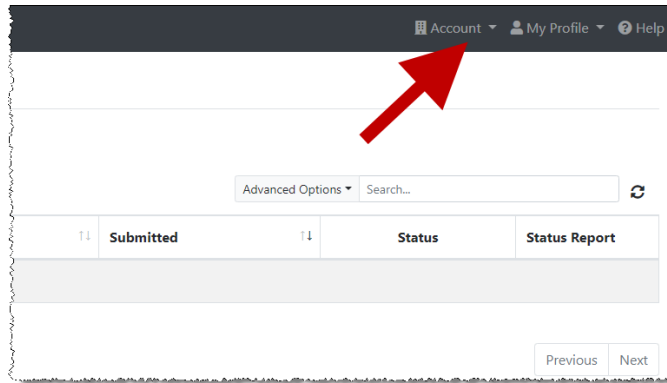 Account My Profile Help
Advanced Options Search...
Submitted Status Status Report
Previous Next